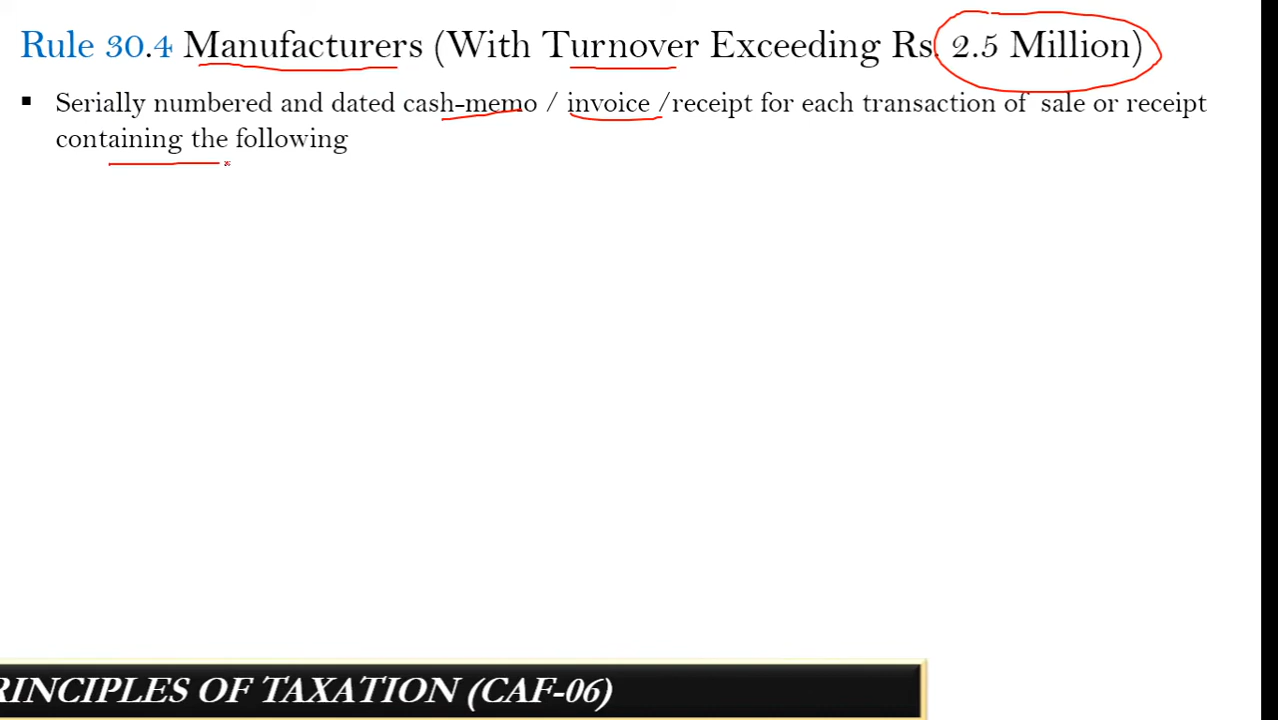 Rule 30.4 Manufacturers (With Turnover Exceeding Rs. 2.5 Million)
▪ Serially numbered and dated cash-memo / invoice /receipt for each transaction of sale or receipt
containing the following
RINCIPLES OF TAXATION (CAF-06)